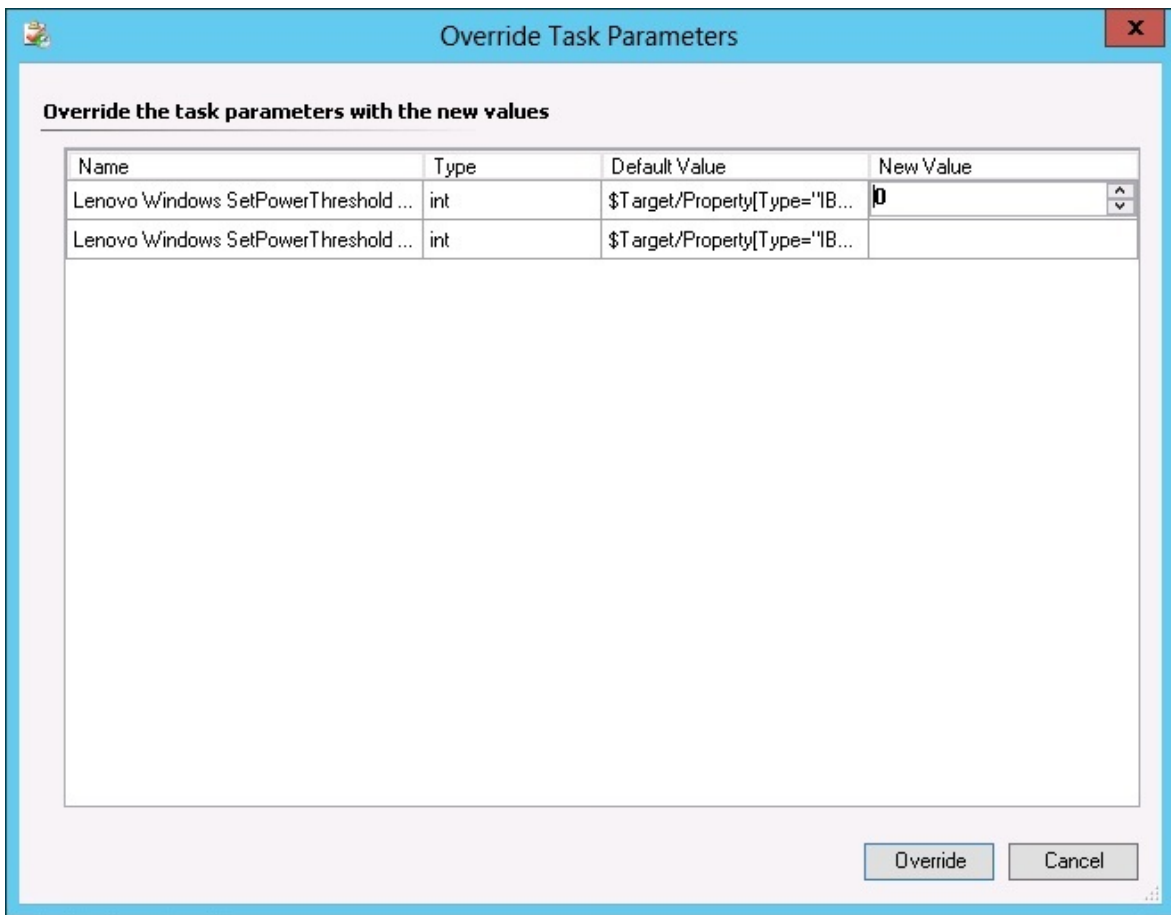 Override Task Parameters
x
Override the task parameters with the new values
Name Type Default Value New Value
Lenovo Windows SetPowerThreshold ... int $Target/Property[Type="IB... 0
Lenovo Windows SetPowerThreshold ... int $Target/Property[Type="IB...
Override Cancel